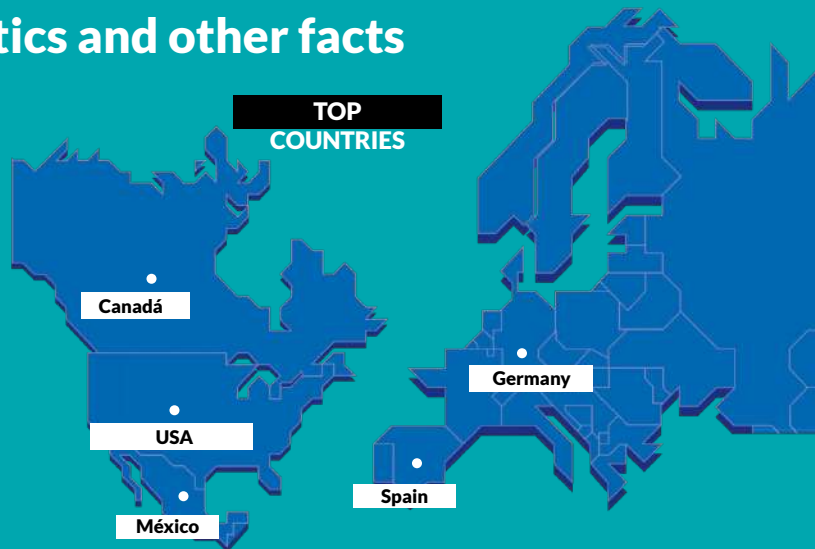 tics and other facts
TOP
COUNTRIES
Canadá
Germany
USA
Spain
México